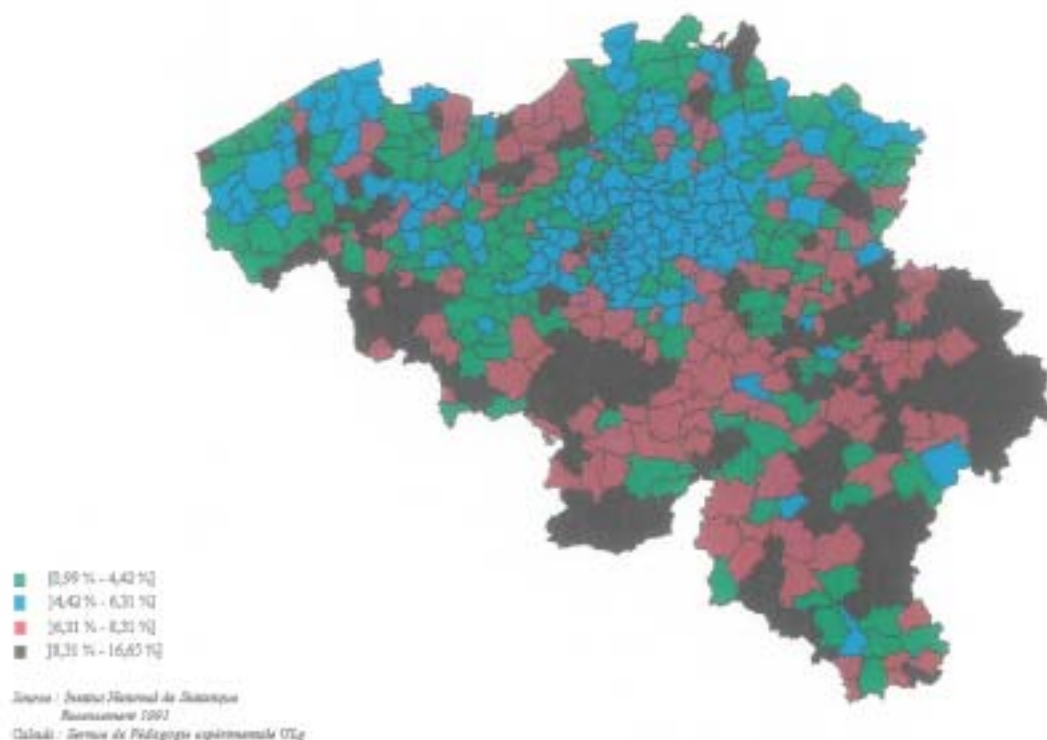 [0,99 % - 4,42 %]
]4,42 % - 6,31 %]
]6,31 % - 8,31 %]
]8,31 % - 16,65 %]
Source : Institut National de Statistique
Recensement 1991
Calculs : Service de Pédagogie expérimentale ULg